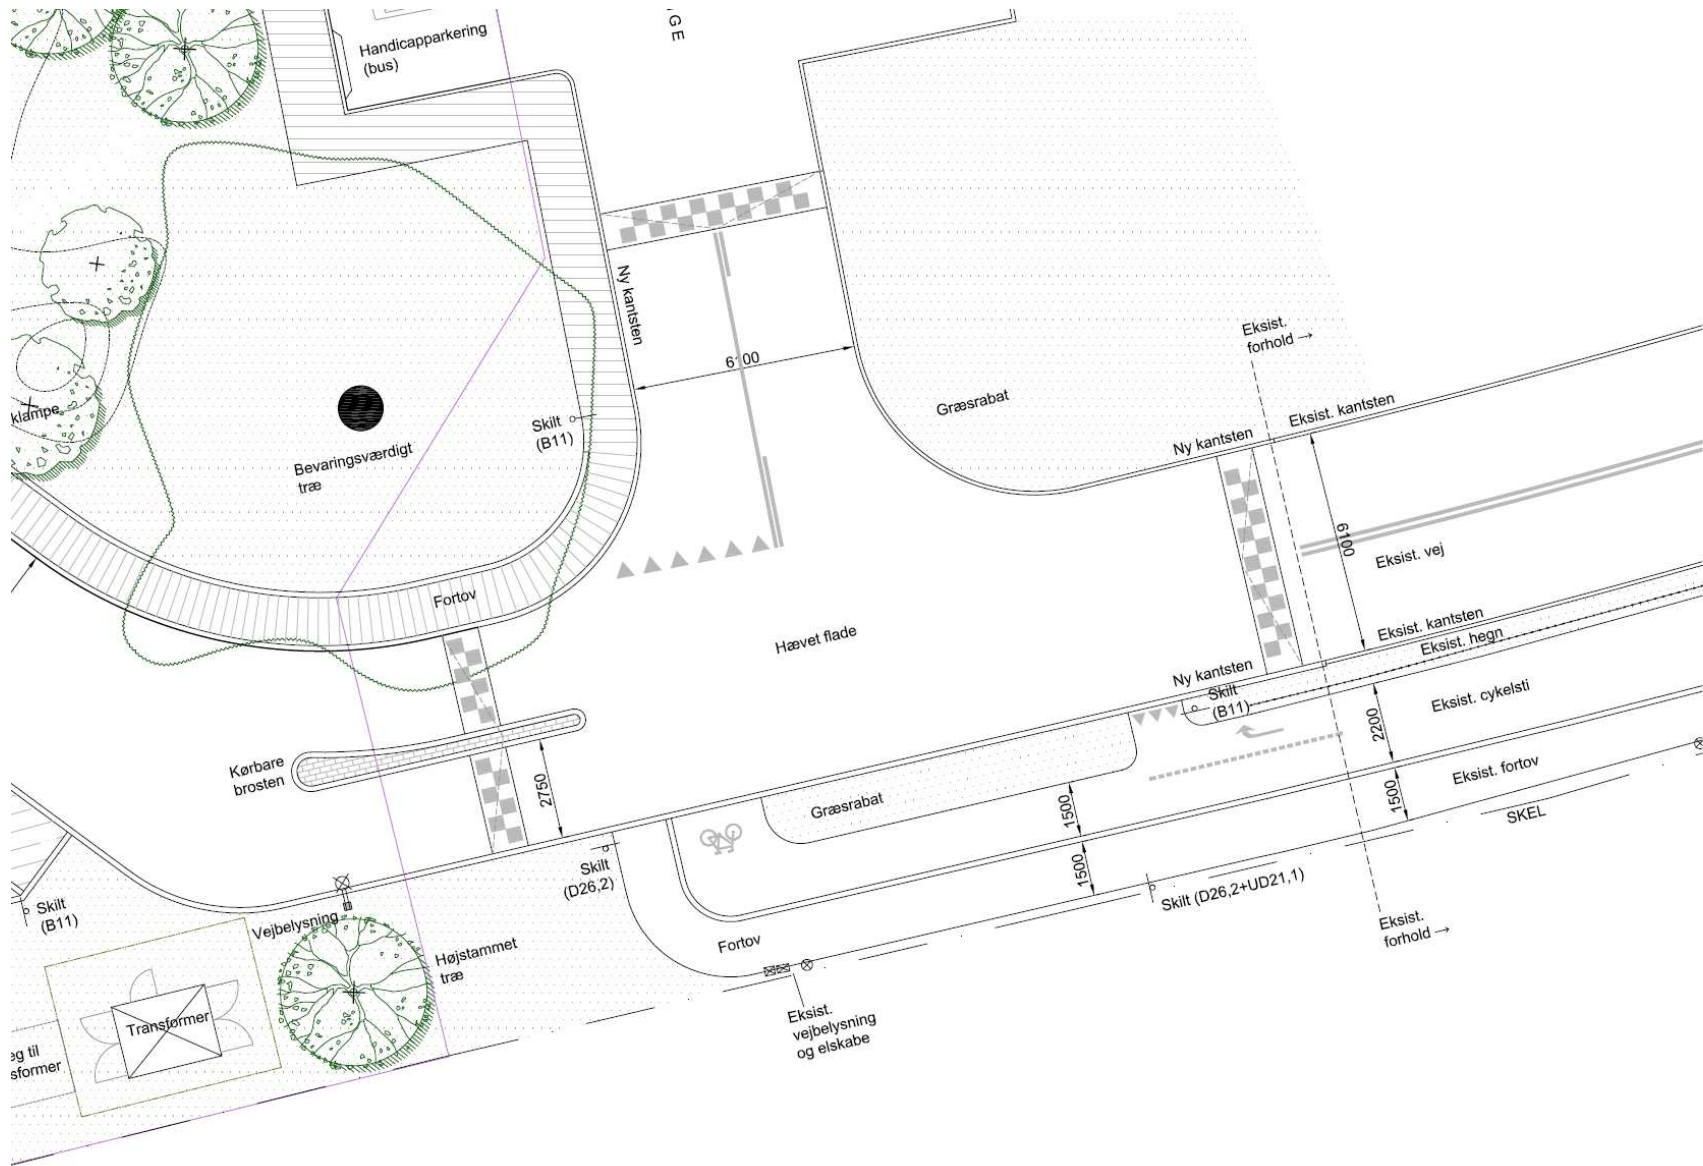 GE
Handicapparkering
(bus)
Ny kantsten
6100
Eksist.
forhold →
Græsrabat
Eksist. kantsten
Ny kantsten
klampe
Skilt
(B11)
Bevaringsværdigt
træ
6100
Eksist. vej
Fortov
Hævet flade
Eksist. kantsten
Eksist. hegn
Ny kantsten
Skilt
(B11)
Eksist. cykelsti
2200
Kørbare
brosten
2750
Græsrabat
1500
1500
Eksist. fortov
SKEL
1500
Skilt
(D26,2)
Skilt (D26,2+UD21,1)
Skilt
(B11)
Vejbelysning
Højstammet
træ
Fortov
Eksist.
forhold →
Transformer
Eksist.
vejbelysning
og elskabe
eg til
sformer